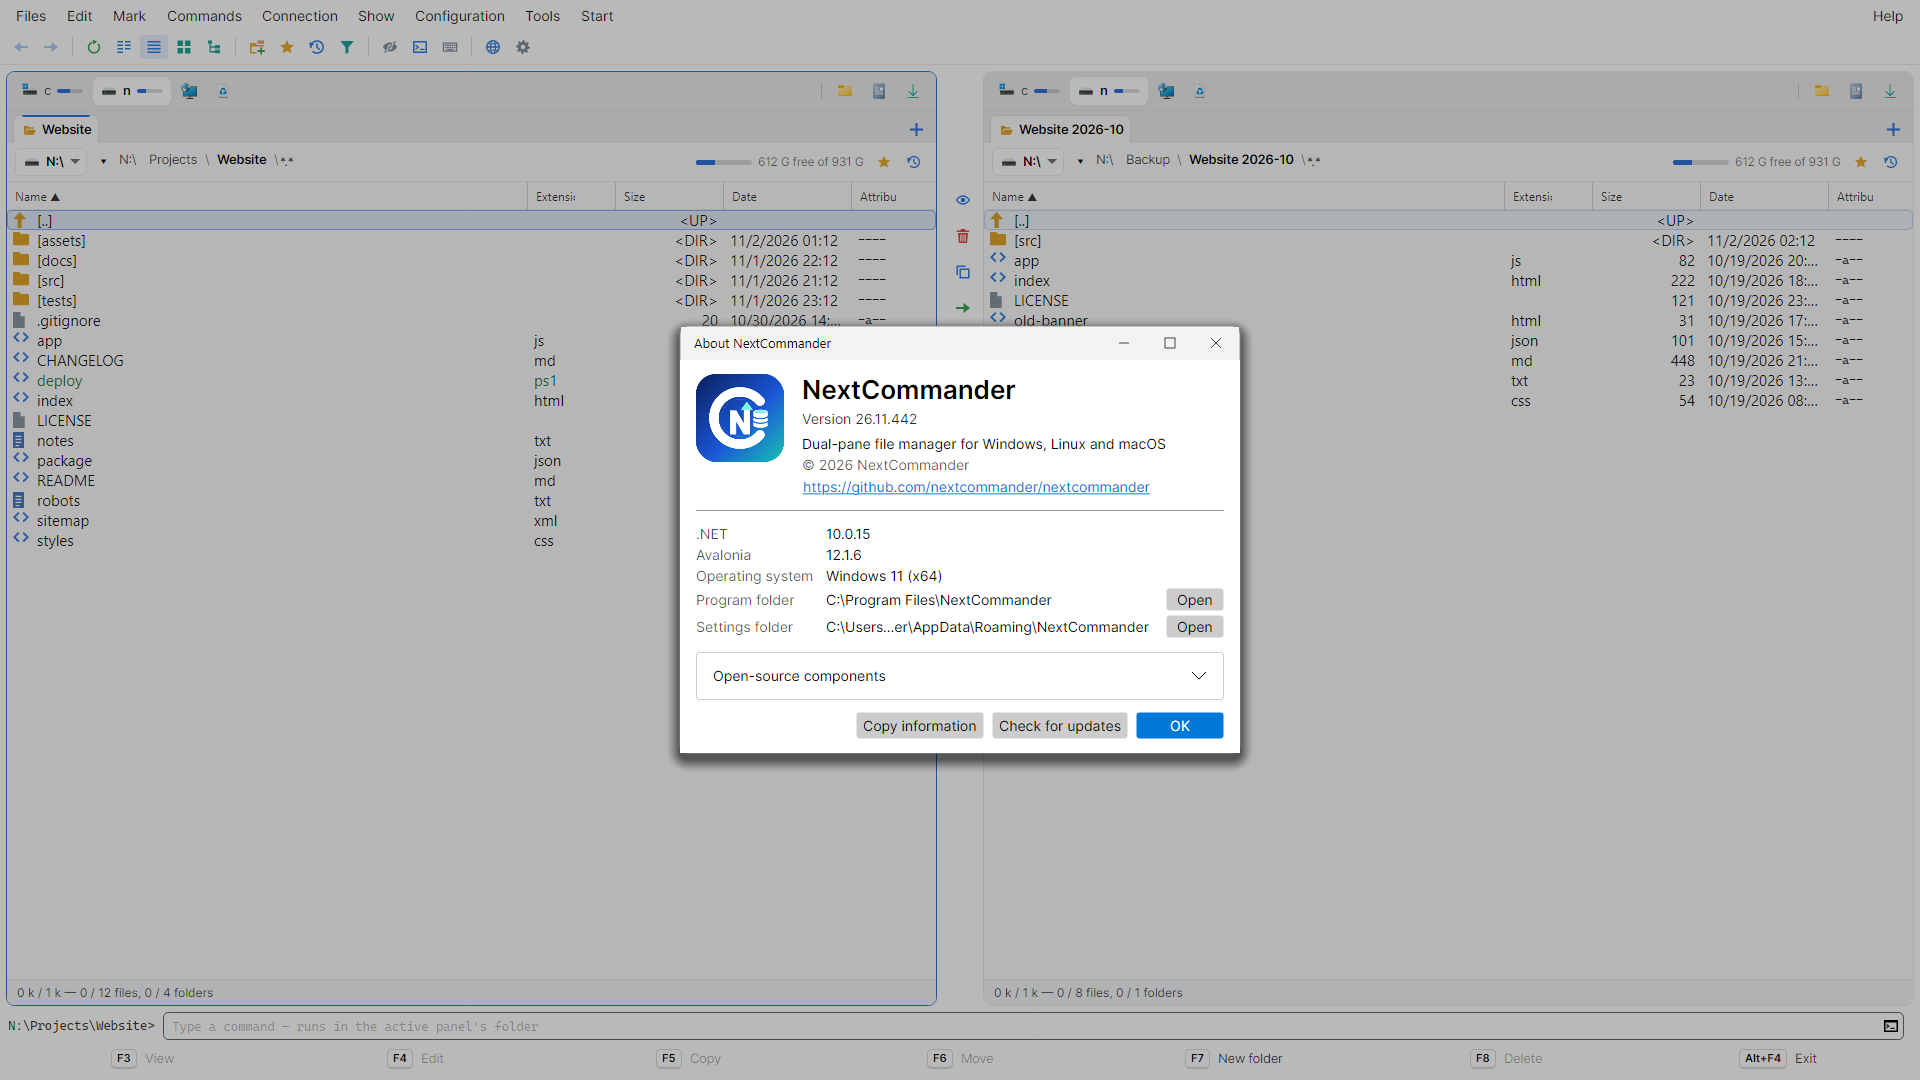 Files Edit Mark Commands Connection Show Configuration Tools Start Help
c n
c n
Website
Website 2026-10
N:\ N:\ Projects \ Website \*.* 612 G free of 931 G
N:\ N:\ Backup \ Website 2026-10 \*.* 612 G free of 931 G
Name Extensi Size Date Attribu
Name Extensi Size Date Attribu
[..] <UP>
[assets] <DIR> 11/2/2026 01:12 ----
[docs] <DIR> 11/1/2026 22:12 ----
[src] <DIR> 11/1/2026 21:12 ----
[tests] <DIR> 11/1/2026 23:12 ----
.gitignore 20 10/30/2026 14:... -a--
app js
CHANGELOG md
deploy ps1
index html
LICENSE
notes txt
package json
README md
robots txt
sitemap xml
styles css
[..] <UP>
[src] <DIR> 11/2/2026 02:12 ----
app js 82 10/19/2026 20:... -a--
index html 222 10/19/2026 18:... -a--
LICENSE 121 10/19/2026 23:... -a--
old-banner html 31 10/19/2026 17:... -a--
json 101 10/19/2026 15:... -a--
md 448 10/19/2026 21:... -a--
txt 23 10/19/2026 13:... -a--
css 54 10/19/2026 08:... -a--
About NextCommander
N
NextCommander
Version 26.11.442
Dual-pane file manager for Windows, Linux and macOS
© 2026 NextCommander
https://github.com/nextcommander/nextcommander
.NET 10.0.15
Avalonia 12.1.6
Operating system Windows 11 (x64)
Program folder C:\Program Files\NextCommander Open
Settings folder C:\Users...er\AppData\Roaming\NextCommander Open
Open-source components
Copy information Check for updates OK
0 k / 1 k — 0 / 12 files, 0 / 4 folders
0 k / 1 k — 0 / 8 files, 0 / 1 folders
N:\Projects\Website> Type a command — runs in the active panel's folder
F3 View F4 Edit F5 Copy F6 Move F7 New folder F8 Delete Alt+F4 Exit